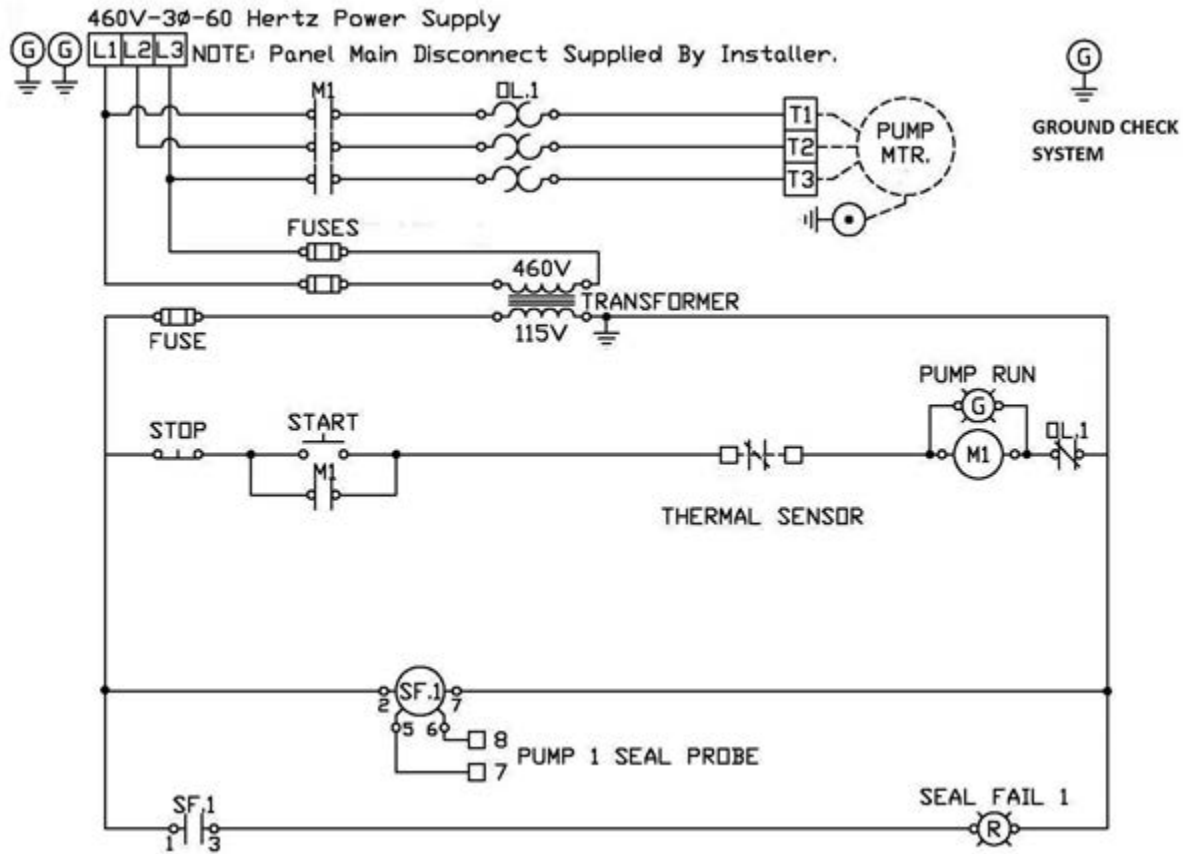 460V-3Ø-60 Hertz Power Supply
G G L1 L2 L3 NOTE: Panel Main Disconnect Supplied By Installer.
G
GROUND CHECK
SYSTEM
M1
OL.1
T1
T2
T3
PUMP
MTR.
FUSES
460V
TRANSFORMER
115V
FUSE
PUMP RUN
G
STOP
START
M1
M1
OL.1
THERMAL SENSOR
SF.1
2
7
5
6
8
7
PUMP 1 SEAL PROBE
SF.1
1
3
SEAL FAIL 1
R